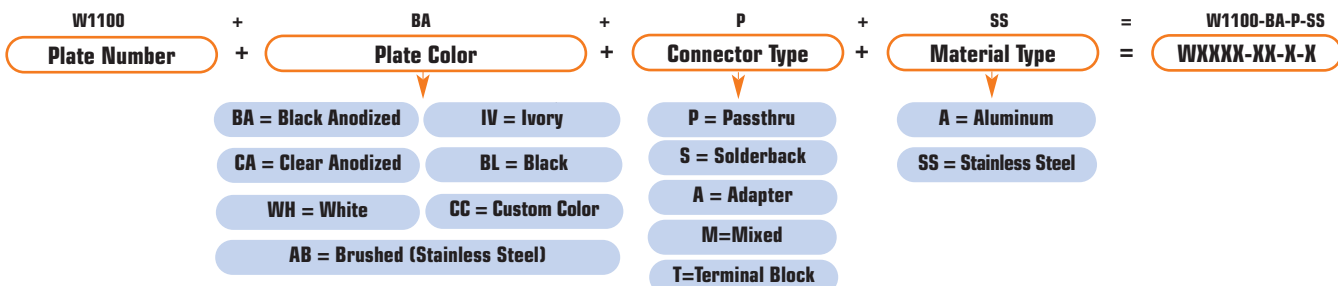 W1100 + BA + P + SS = W1100-BA-P-SS
Plate Number + Plate Color + Connector Type + Material Type = WXXXX-XX-X-X
BA = Black Anodized IV = Ivory P = Passthru A = Aluminum
CA = Clear Anodized BL = Black S = Solderback SS = Stainless Steel
WH = White CC = Custom Color A = Adapter
AB = Brushed (Stainless Steel) M=Mixed
T=Terminal Block